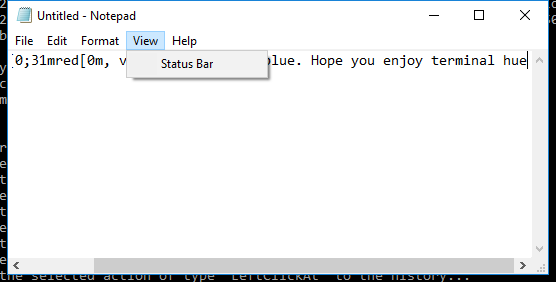 Untitled - Notepad
File Edit Format View Help
0;31mred[0m, v blue. Hope you enjoy terminal hue
Status Bar
the selected action of type "LeftClickAt" to the history...